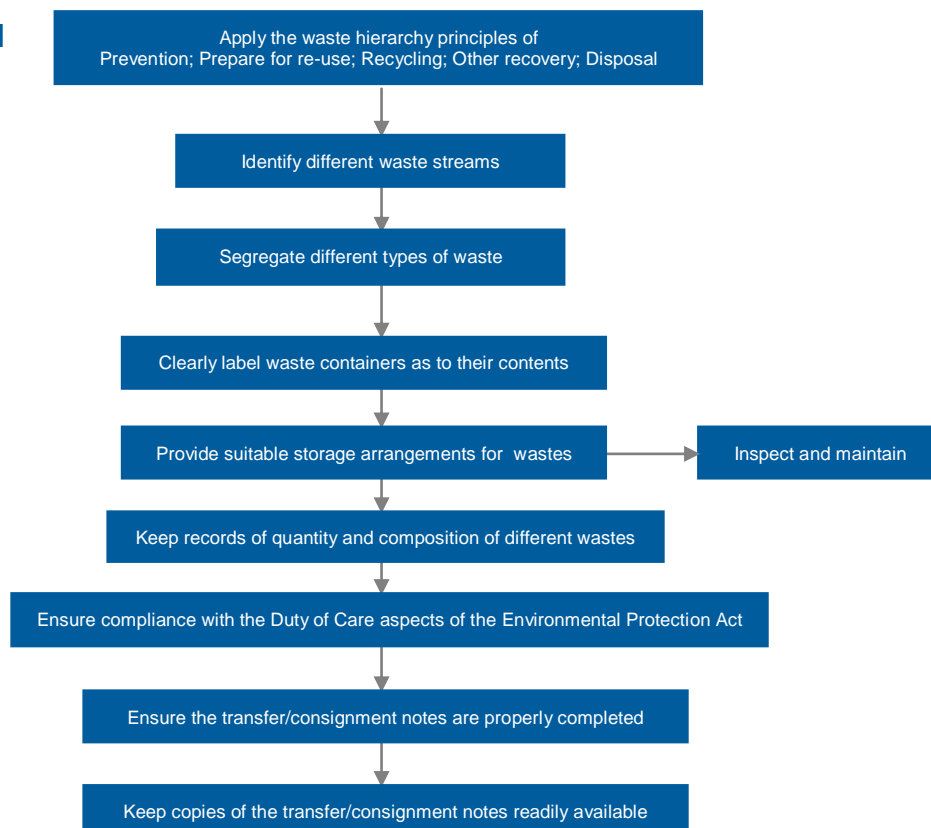 Apply the waste hierarchy principles of
Prevention; Prepare for re-use; Recycling; Other recovery; Disposal
Identify different waste streams
Segregate different types of waste
Clearly label waste containers as to their contents
Provide suitable storage arrangements for wastes
Inspect and maintain
Keep records of quantity and composition of different wastes
Ensure compliance with the Duty of Care aspects of the Environmental Protection Act
Ensure the transfer/consignment notes are properly completed
Keep copies of the transfer/consignment notes readily available